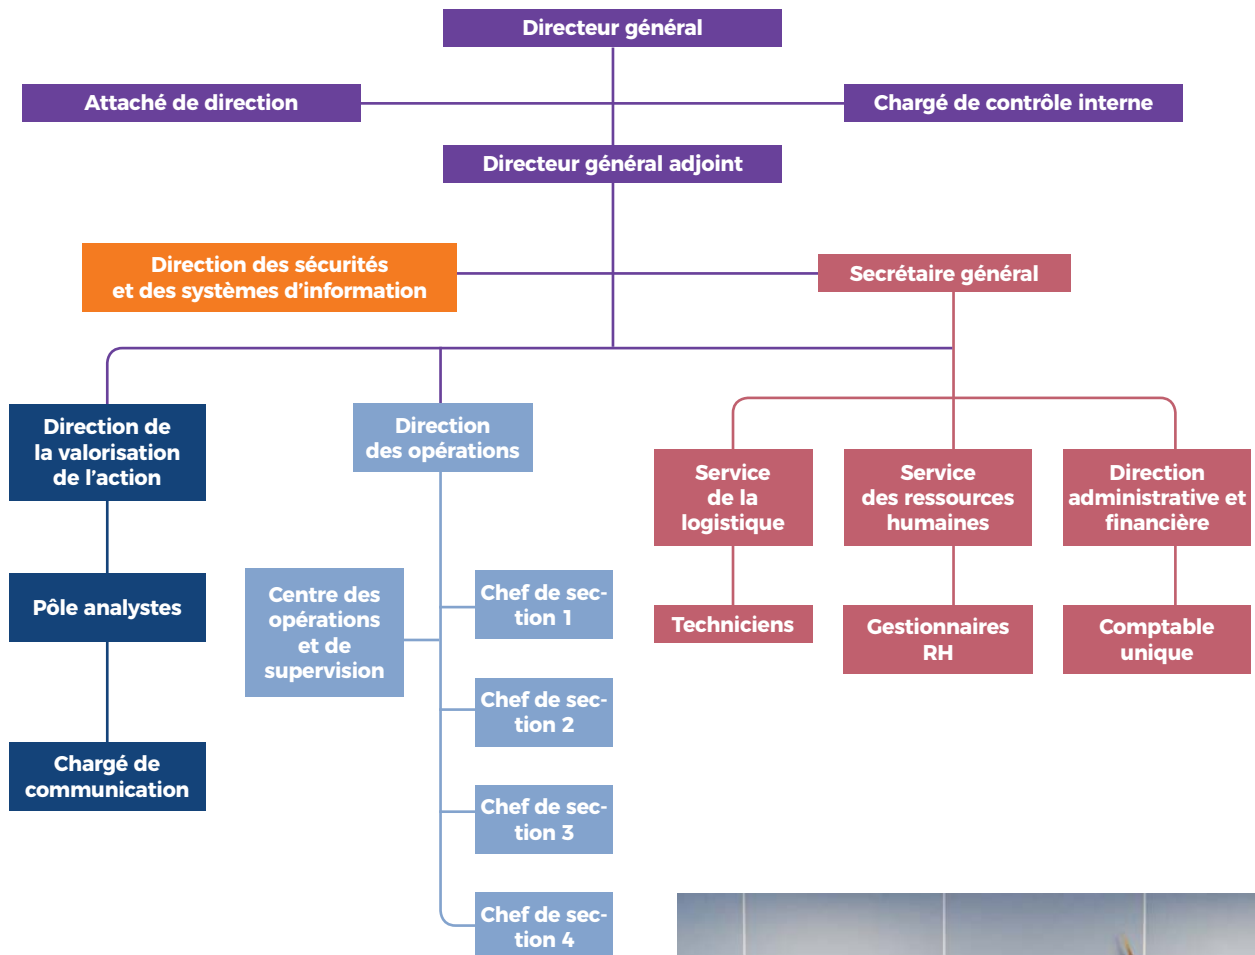 Directeur général
Attaché de direction
Chargé de contrôle interne
Directeur général adjoint
Direction des sécurités
et des systèmes d'information
Secrétaire général
Direction de
la valorisation
de l'action
Direction
des opérations
Service
de la
logistique
Service
des ressources
humaines
Direction
administrative et
financière
Pôle analystes
Centre des
opérations
et de
supervision
Chef de sec-
tion 1
Techniciens
Gestionnaires
RH
Comptable
unique
Chef de sec-
tion 2
Chargé de
communication
Chef de sec-
tion 3
Chef de sec-
tion 4